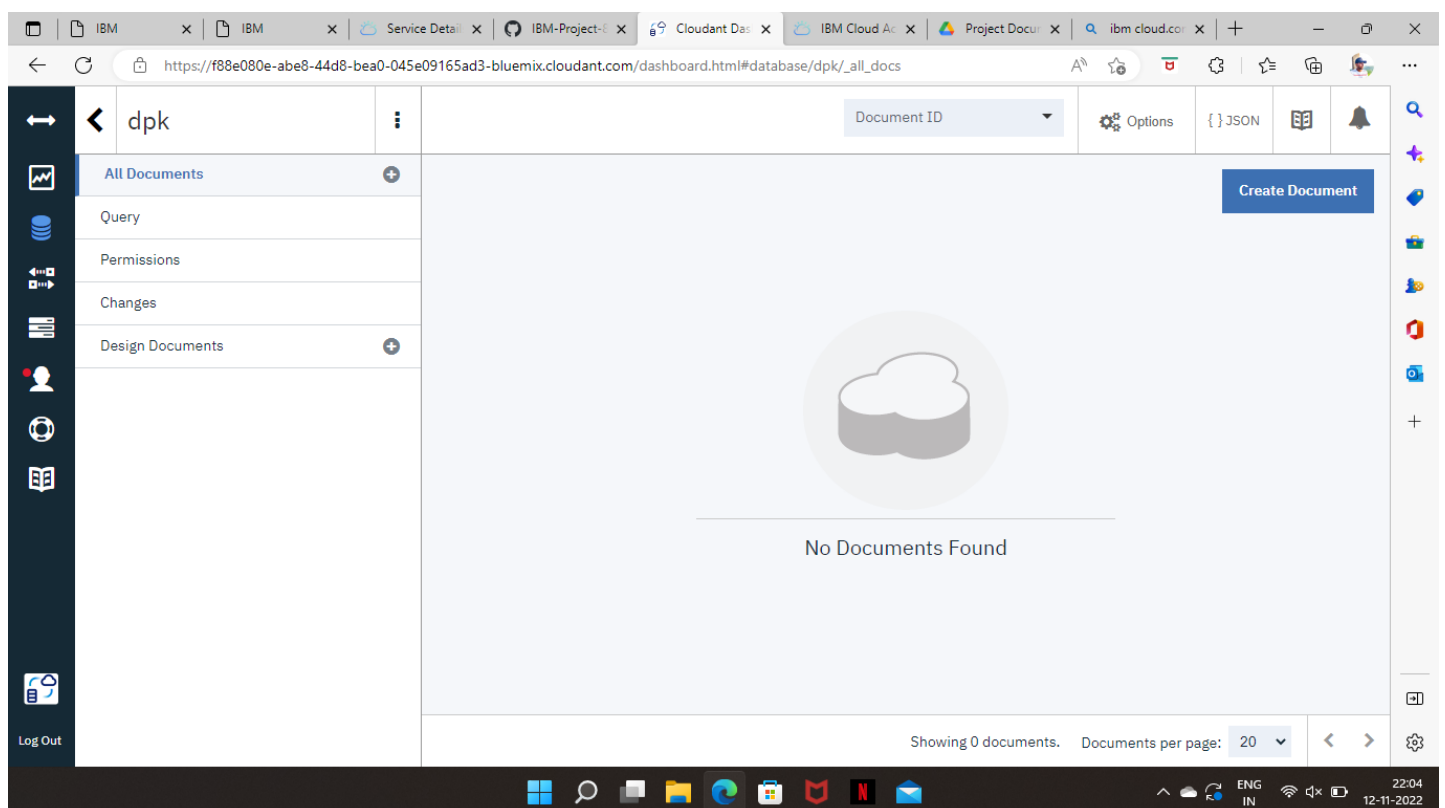 IBM
IBM
Service Detail
IBM-Project-
Cloudant Das
IBM Cloud Ac
Project Docum
ibm cloud.cor
https://f88e080e-abe8-44d8-bea0-045e09165ad3-bluemix.cloudant.com/dashboard.html#database/dpk/_all_docs
dpk
Document ID
Options
{ } JSON
All Documents
Create Document
Query
Permissions
Changes
Design Documents
No Documents Found
Log Out
Showing 0 documents.
Documents per page: 20
ENG
IN
22:04
12-11-2022